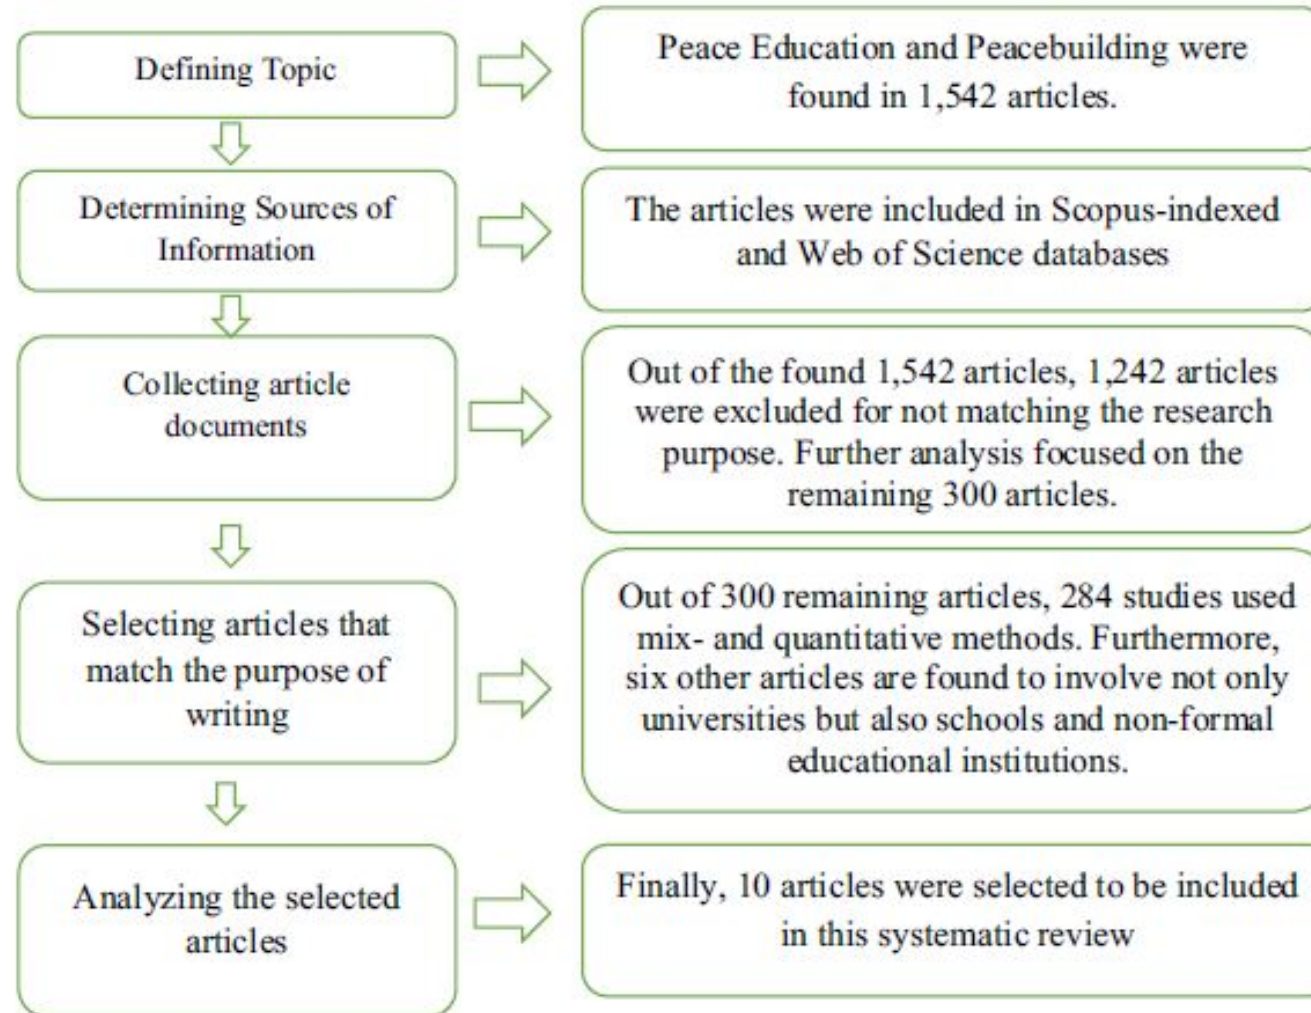 Defining Topic
Peace Education and Peacebuilding were
found in 1,542 articles.
Determining Sources of
Information
The articles were included in Scopus-indexed
and Web of Science databases
Collecting article
documents
Out of the found 1,542 articles, 1,242 articles
were excluded for not matching the research
purpose. Further analysis focused on the
remaining 300 articles.
Selecting articles that
match the purpose of
writing
Out of 300 remaining articles, 284 studies used
mix- and quantitative methods. Furthermore,
six other articles are found to involve not only
universities but also schools and non-formal
educational institutions.
Analyzing the selected
articles
Finally, 10 articles were selected to be included
in this systematic review